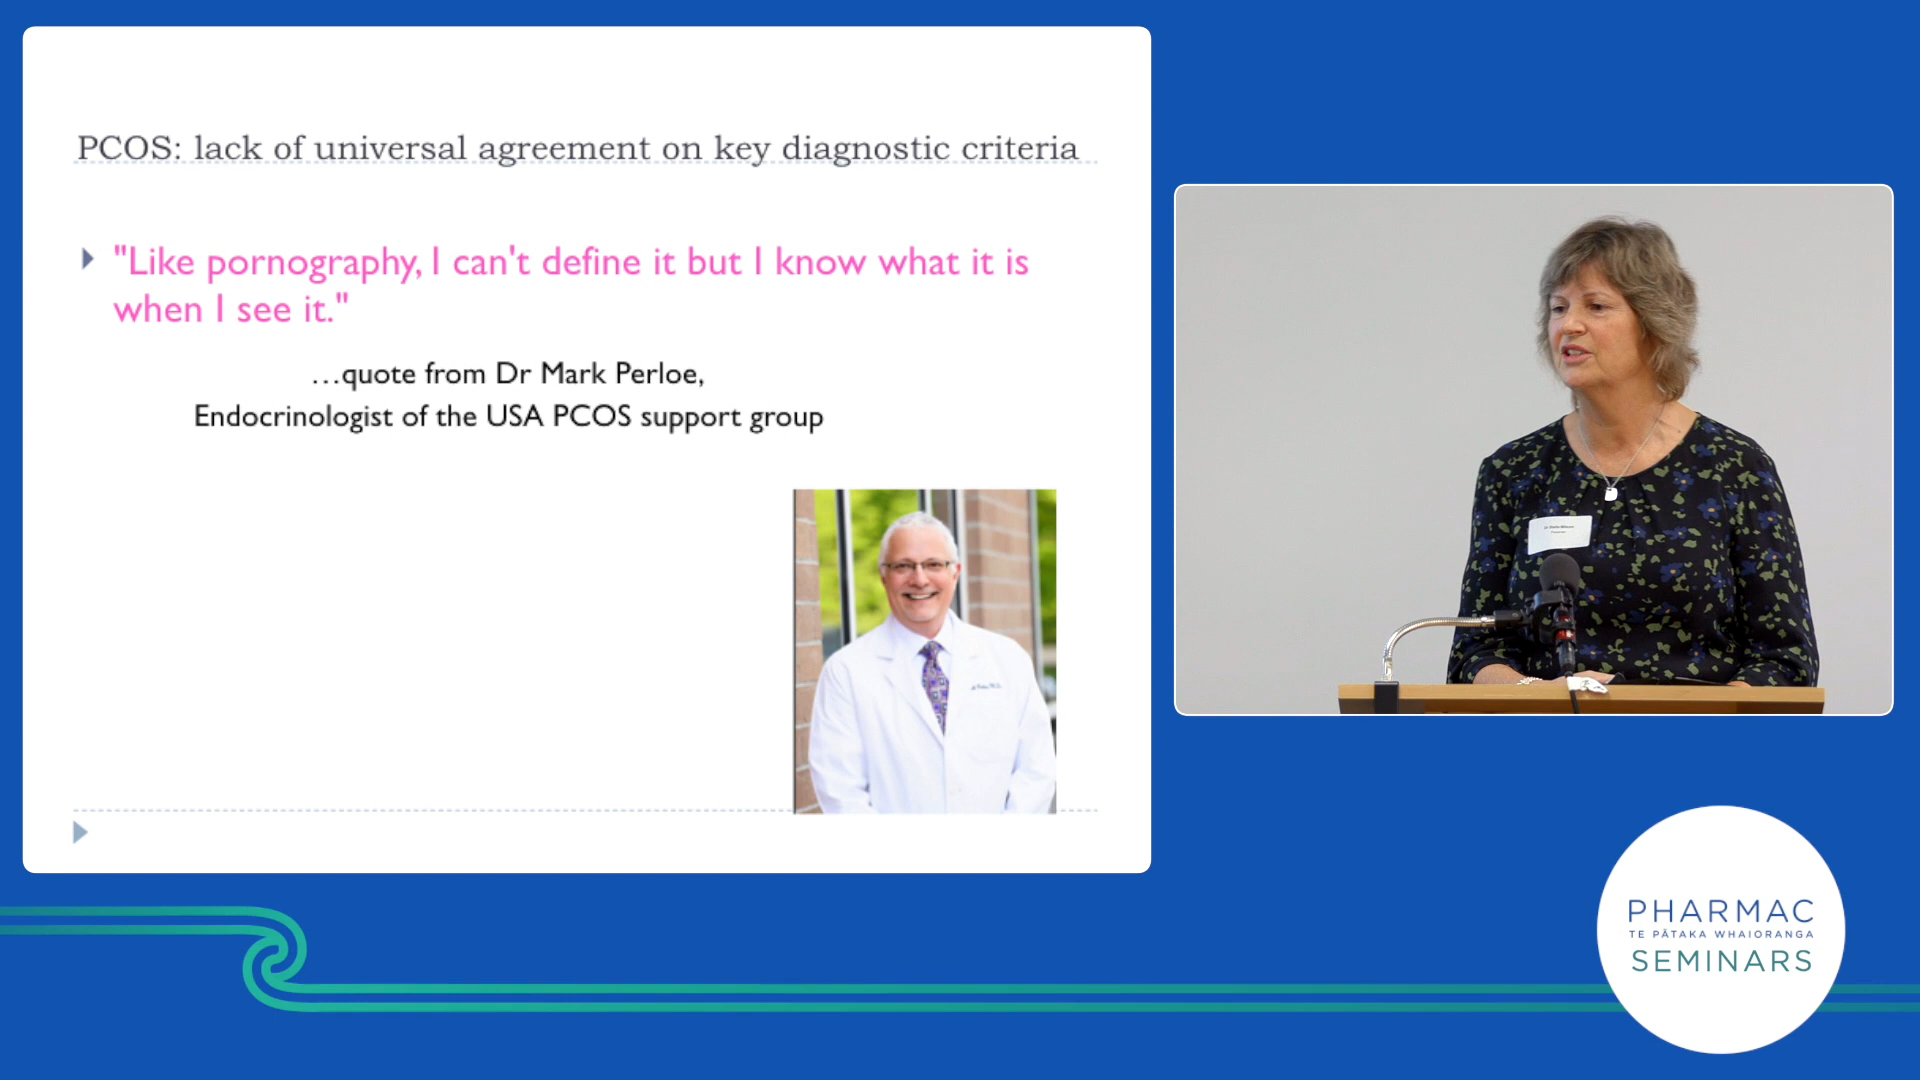 PCOS: lack of universal agreement on key diagnostic criteria
"Like pornography, I can't define it but I know what it is
when I see it."
...quote from Dr Mark Perloe,
Endocrinologist of the USA PCOS support group
PHARMAC
TE PĀTAKA WHAIORANGA
SEMINARS